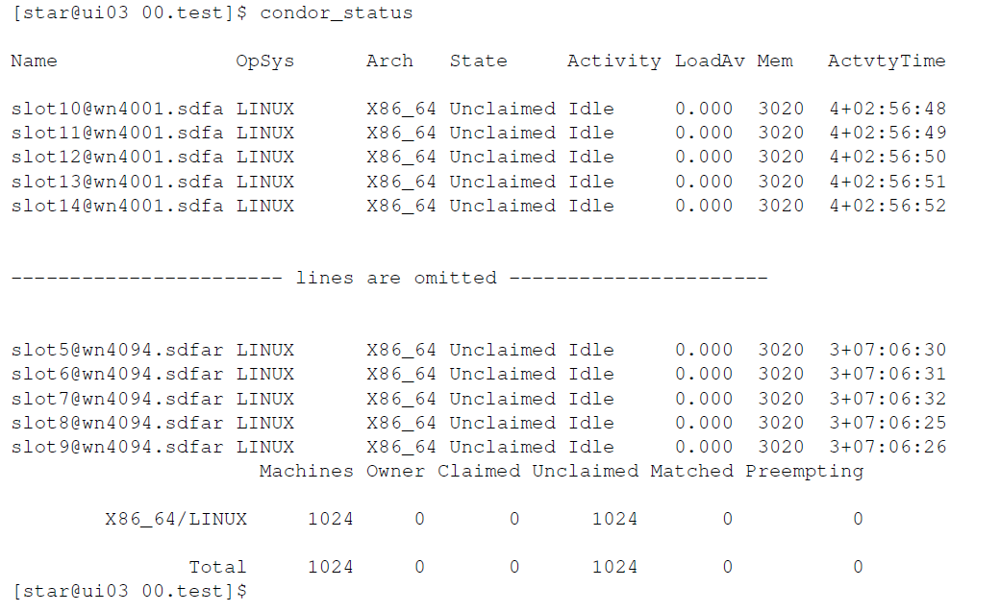 [star@ui03 00.test]$ condor_status
Name OpSys Arch State Activity LoadAv Mem ActvtyTime
slot10@wn4001.sdfa LINUX X86_64 Unclaimed Idle 0.000 3020 4+02:56:48
slot11@wn4001.sdfa LINUX X86_64 Unclaimed Idle 0.000 3020 4+02:56:49
slot12@wn4001.sdfa LINUX X86_64 Unclaimed Idle 0.000 3020 4+02:56:50
slot13@wn4001.sdfa LINUX X86_64 Unclaimed Idle 0.000 3020 4+02:56:51
slot14@wn4001.sdfa LINUX X86_64 Unclaimed Idle 0.000 3020 4+02:56:52
----------------------- lines are omitted ----------------------
slot5@wn4094.sdfar LINUX X86_64 Unclaimed Idle 0.000 3020 3+07:06:30
slot6@wn4094.sdfar LINUX X86_64 Unclaimed Idle 0.000 3020 3+07:06:31
slot7@wn4094.sdfar LINUX X86_64 Unclaimed Idle 0.000 3020 3+07:06:32
slot8@wn4094.sdfar LINUX X86_64 Unclaimed Idle 0.000 3020 3+07:06:25
slot9@wn4094.sdfar LINUX X86_64 Unclaimed Idle 0.000 3020 3+07:06:26
Machines Owner Claimed Unclaimed Matched Preempting
X86_64/LINUX 1024 0 0 1024 0 0
Total 1024 0 0 1024 0 0
[star@ui03 00.test]$